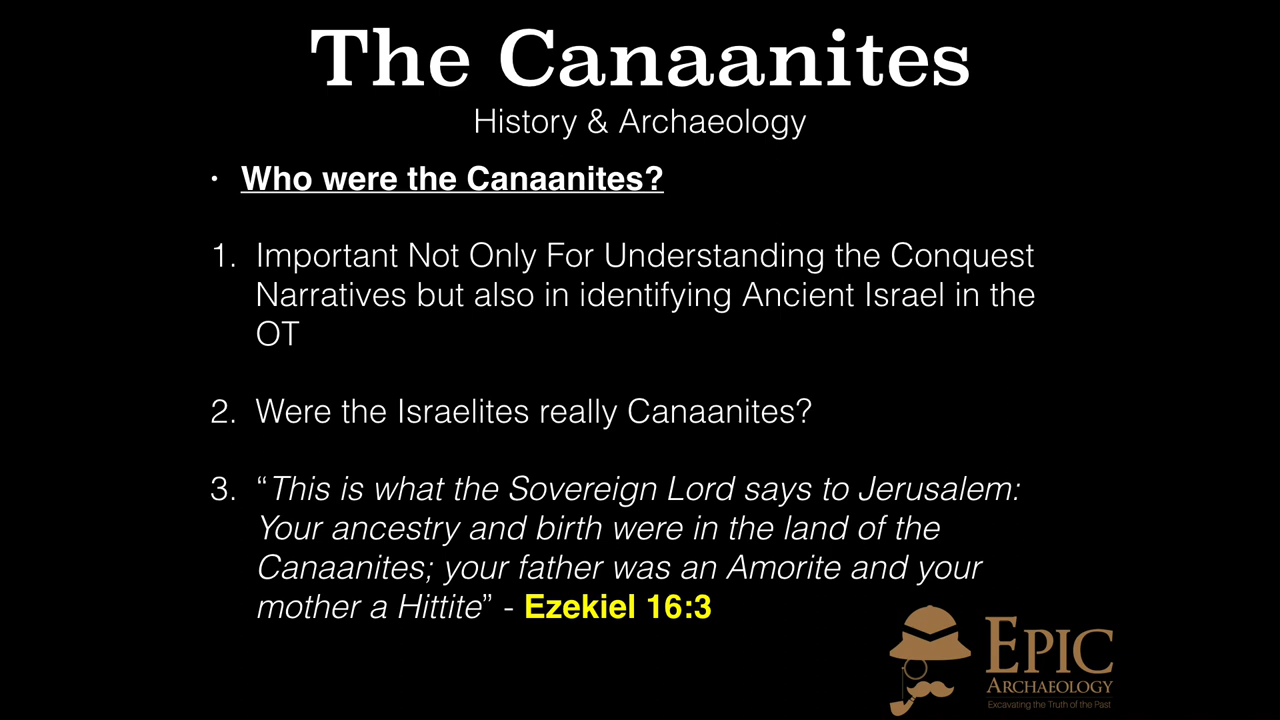 The Canaanites
History & Archaeology
· Who were the Canaanites?
1. Important Not Only For Understanding the Conquest
Narratives but also in identifying Ancient Israel in the
OT
2. Were the Israelites really Canaanites?
3. “This is what the Sovereign Lord says to Jerusalem:
Your ancestry and birth were in the land of the
Canaanites; your father was an Amorite and your
mother a Hittite” - Ezekiel 16:3
EPIC
ARCHAEOLOGY
Excavating the Truth of the Past